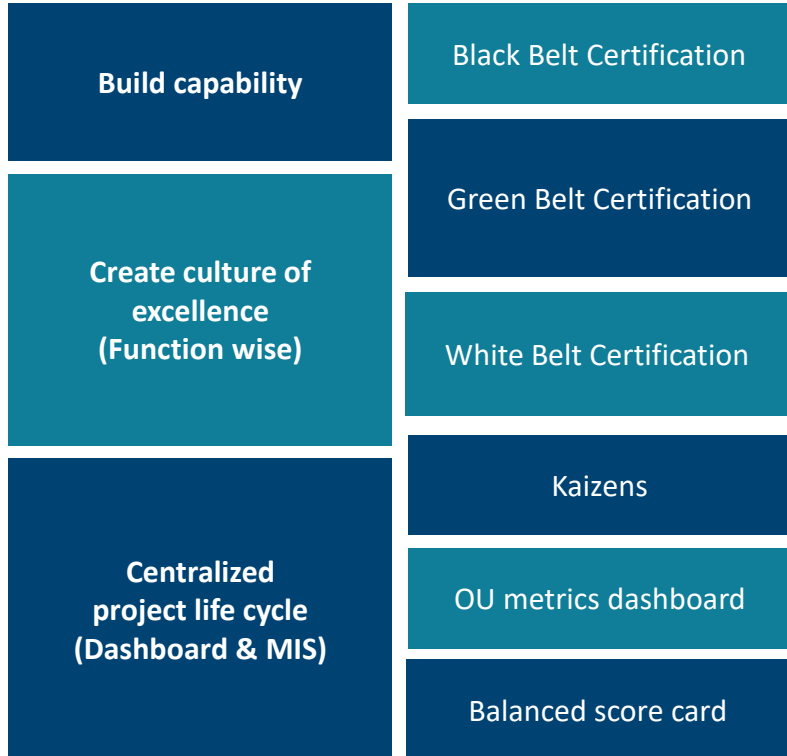 Build capability
Create culture of
excellence
(Function wise)
Centralized
project life cycle
(Dashboard & MIS)
Black Belt Certification
Green Belt Certification
White Belt Certification
Kaizens
OU metrics dashboard
Balanced score card